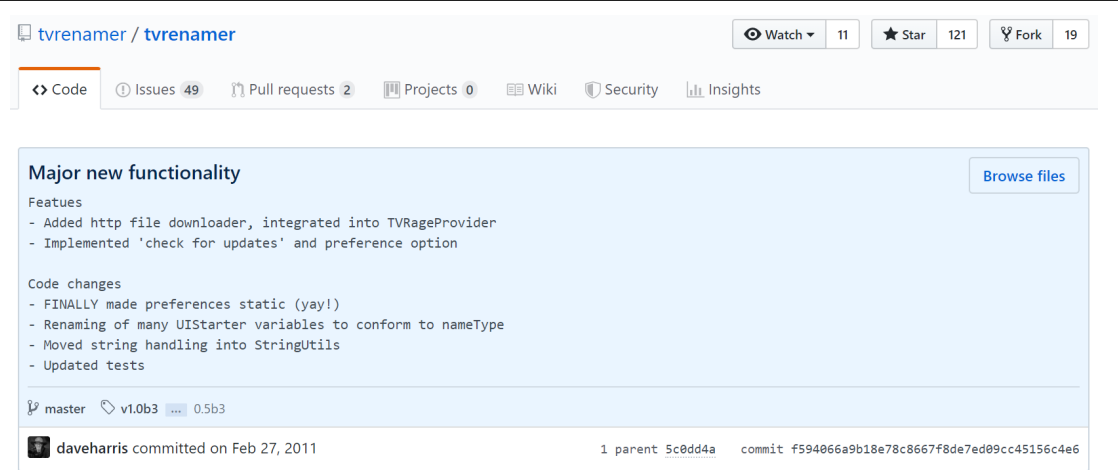 tvrenamer / tvrenamer
Watch 11 Star 121 Fork 19
Code Issues 49 Pull requests 2 Projects 0 Wiki Security Insights
Major new functionality
Browse files
Featues
- Added http file downloader, integrated into TVRageProvider
- Implemented 'check for updates' and preference option
Code changes
- FINALLY made preferences static (yay!)
- Renaming of many UIStarter variables to conform to nameType
- Moved string handling into StringUtils
- Updated tests
master v1.0b3 ... 0.5b3
daveharris committed on Feb 27, 2011 1 parent 5c0dd4a commit f594066a9b18e78c8667f8de7ed09cc45156c4e6